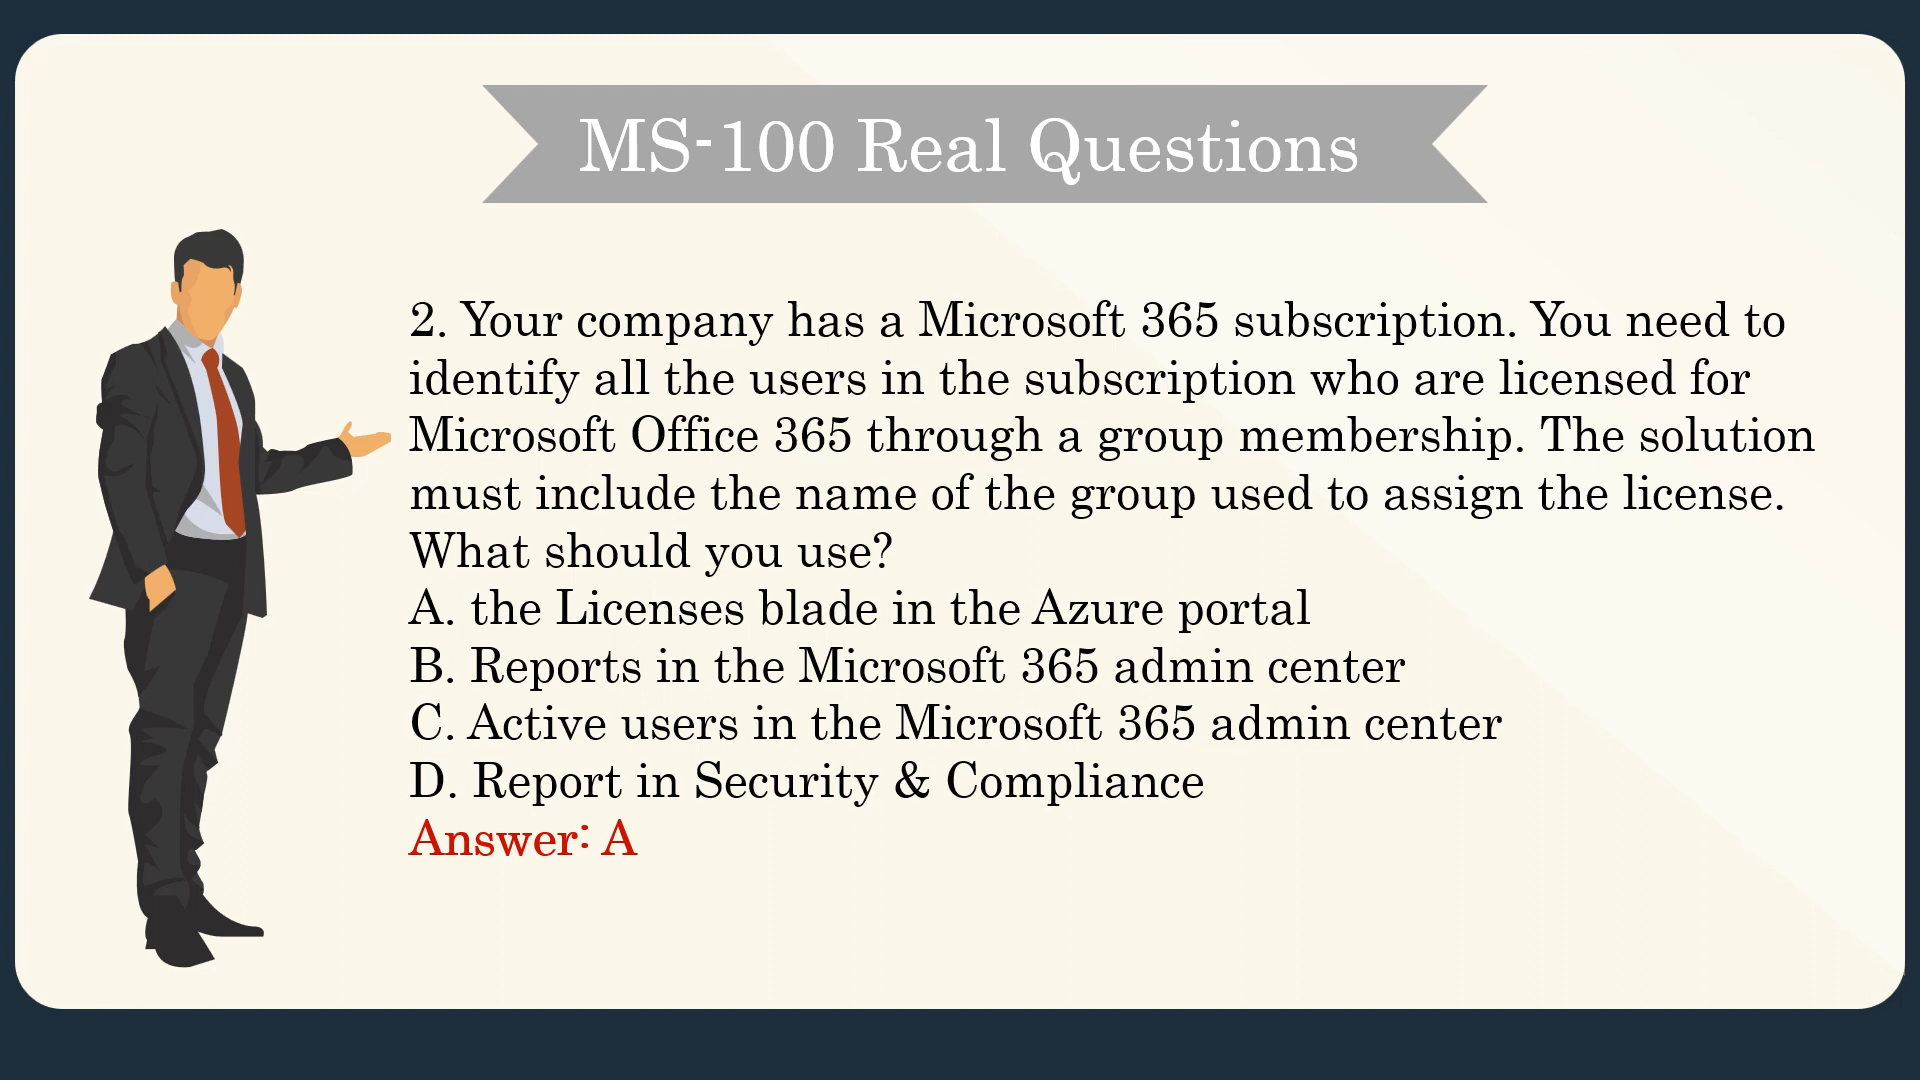 MS-100 Real Questions
2. Your company has a Microsoft 365 subscription. You need to
identify all the users in the subscription who are licensed for
Microsoft Office 365 through a group membership. The solution
must include the name of the group used to assign the license.
What should you use?
A. the Licenses blade in the Azure portal
B. Reports in the Microsoft 365 admin center
C. Active users in the Microsoft 365 admin center
D. Report in Security & Compliance
Answer: A